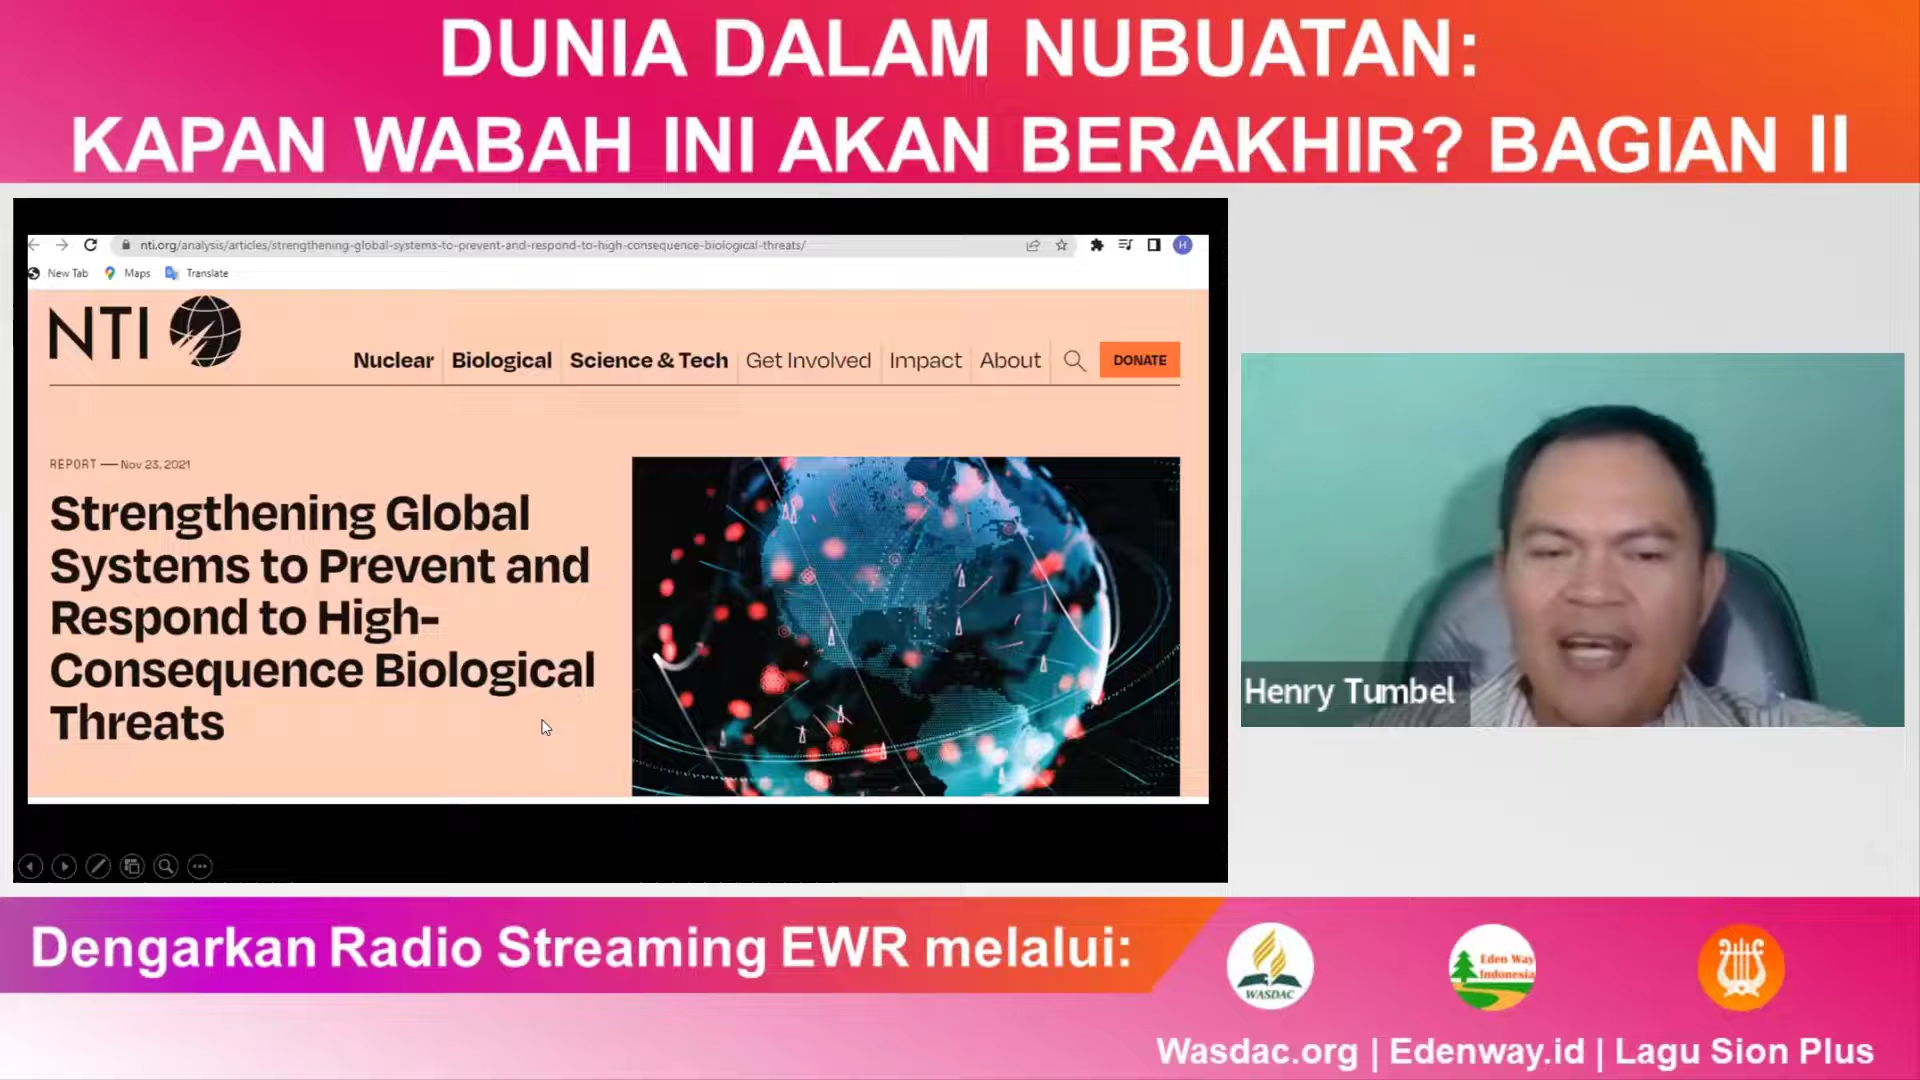 DUNIA DALAM NUBUATAN:
KAPAN WABAH INI AKAN BERAKHIR? BAGIAN II
nti.org/analysis/articles/strengthening-global-systems-to-prevent-and-respond-to-high-consequence-biological-threats/
H
New Tab Maps Translate
NTI
Nuclear Biological Science & Tech Get Involved Impact About DONATE
REPORT — Nov 23, 2021
Strengthening Global
Systems to Prevent and
Respond to High-
Consequence Biological
Threats
Henry Tumbel
Dengarkan Radio Streaming EWR melalui:
WASDAC
Eden Way
Indonesia
Wasdac.org | Edenway.id | Lagu Sion Plus